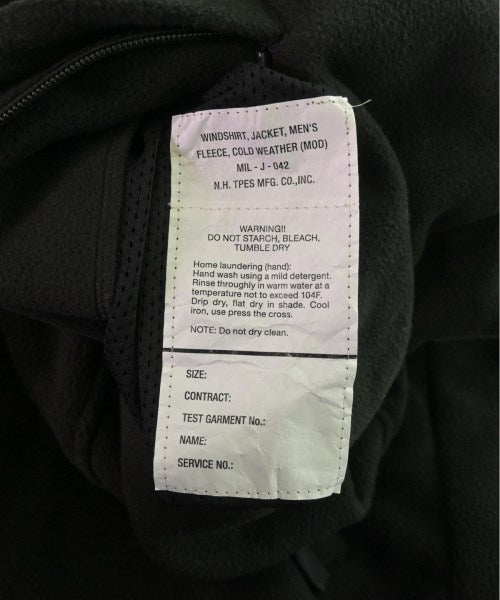 WINDSHIRT, JACKET, MEN'S
FLEECE, COLD WEATHER (MOD)
MIL - J - 042
N.H. TPES MFG. CO.,INC.
WARNING!!
DO NOT STARCH, BLEACH,
TUMBLE DRY
Home laundering (hand):
Hand wash using a mild detergent.
Rinse throughly in warm water at a
temperature not to exceed 104F.
Drip dry, flat dry in shade. Cool
iron, use press the cross.
NOTE: Do not dry clean.
SIZE:
CONTRACT:
TEST GARMENT No.:
NAME:
SERVICE NO.: